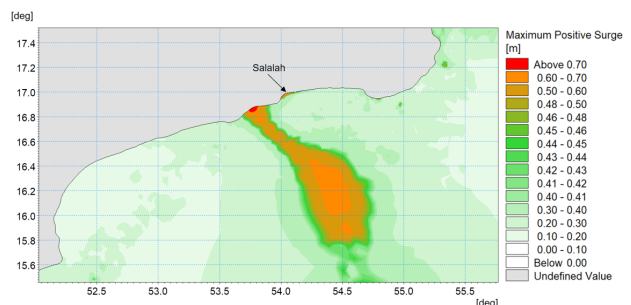 [deg]
17.4
17.2
17.0
16.8
16.6
16.4
16.2
16.0
15.8
15.6
Salalah
52.5 53.0 53.5 54.0 54.5 55.0 55.5
[deg]
Maximum Positive Surge
[m]
Above 0.70
0.60 - 0.70
0.50 - 0.60
0.48 - 0.50
0.46 - 0.48
0.45 - 0.46
0.44 - 0.45
0.43 - 0.44
0.42 - 0.43
0.41 - 0.42
0.40 - 0.41
0.30 - 0.40
0.20 - 0.30
0.10 - 0.20
0.00 - 0.10
Below 0.00
Undefined Value